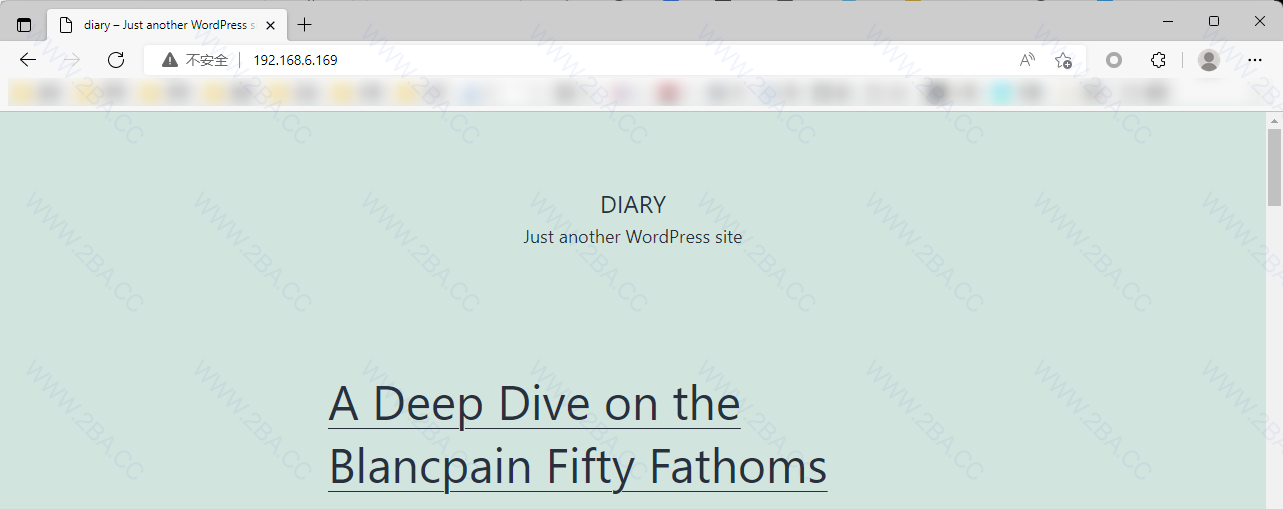 diary – Just another WordPress s
不安全 192.168.6.169
DIARY
Just another WordPress site
A Deep Dive on the
Blancpain Fifty Fathoms
WWW.2BA.CC